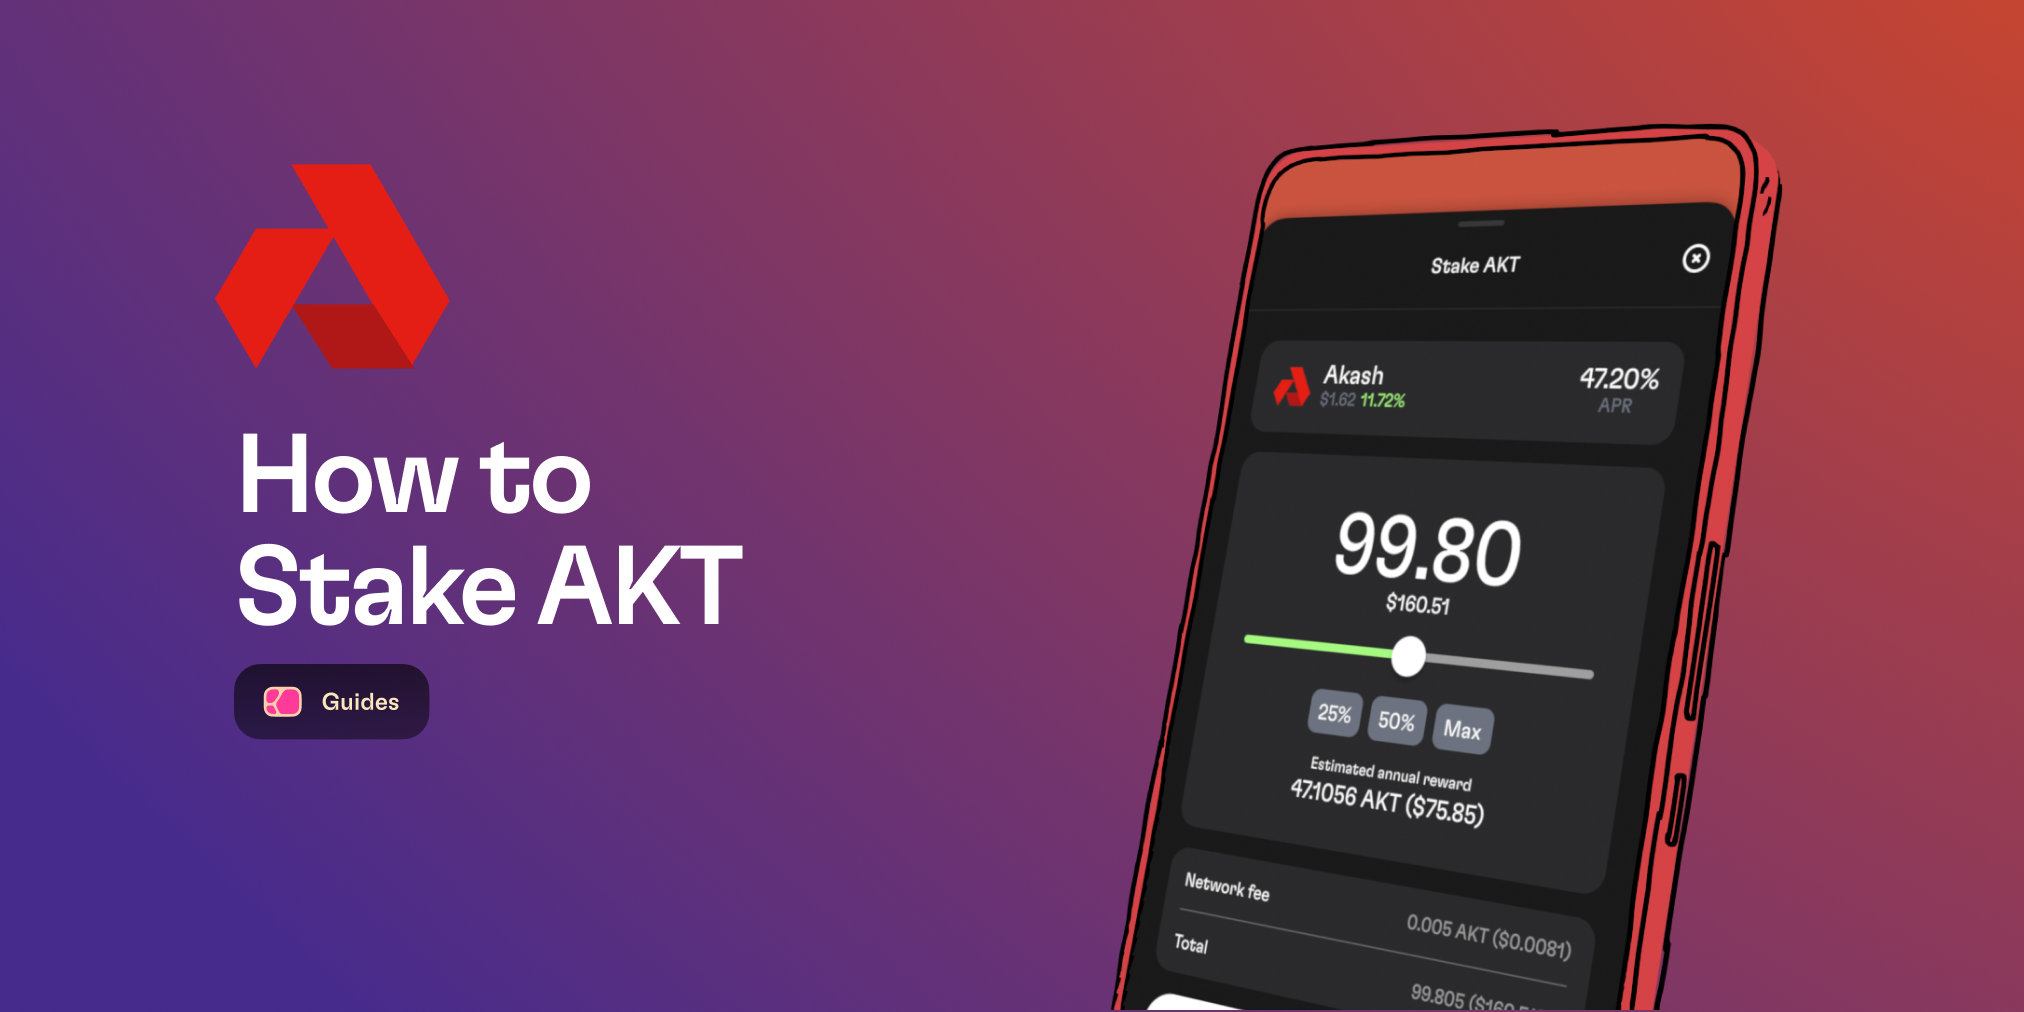 How to
Stake AKT
Guides
Stake AKT
Akash
47.20%
$1.62 11.72%
APR
99.80
$160.51
25% 50% Max
Estimated annual reward
47.1056 AKT ($75.85)
Network fee
0.005 AKT ($0.0081)
Total
99.805